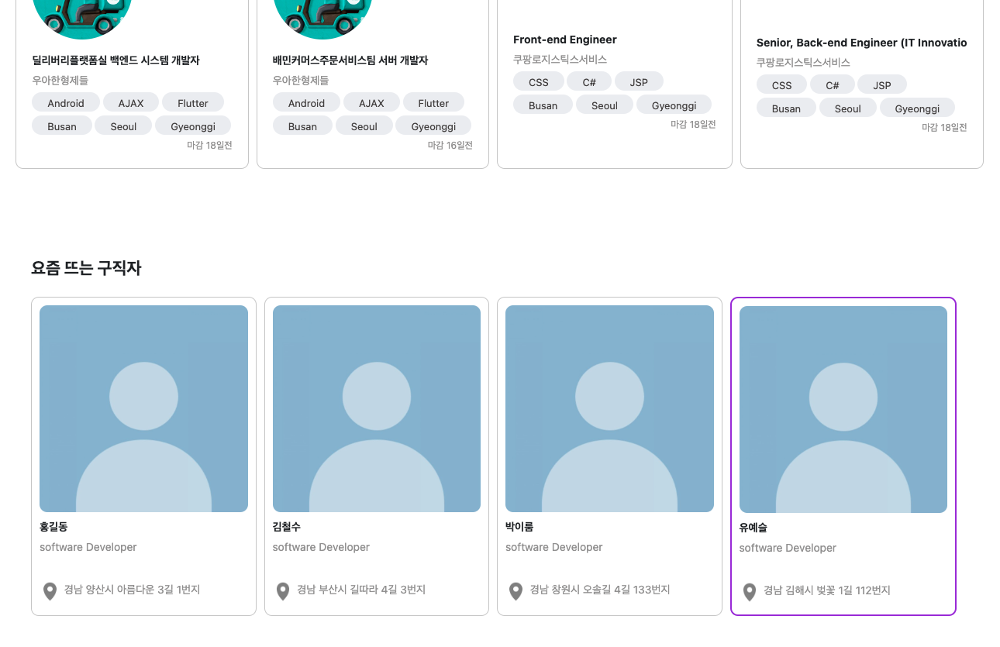 딜리버리플랫폼실 백엔드 시스템 개발자
우아한형제들
Android AJAX Flutter
Busan Seoul Gyeonggi
마감 18일전
배민커머스주문서비스팀 서버 개발자
우아한형제들
Android AJAX Flutter
Busan Seoul Gyeonggi
마감 16일전
Front-end Engineer
쿠팡로지스틱스서비스
CSS C# JSP
Busan Seoul Gyeonggi
마감 18일전
Senior, Back-end Engineer (IT Innovatio
쿠팡로지스틱스서비스
CSS C# JSP
Busan Seoul Gyeonggi
마감 18일전
요즘 뜨는 구직자
홍길동
software Developer
경남 양산시 아름다운 3길 1번지
김철수
software Developer
경남 부산시 길따라 4길 3번지
박이룸
software Developer
경남 창원시 오솔길 4길 133번지
유예슬
software Developer
경남 김해시 벚꽃 1길 112번지